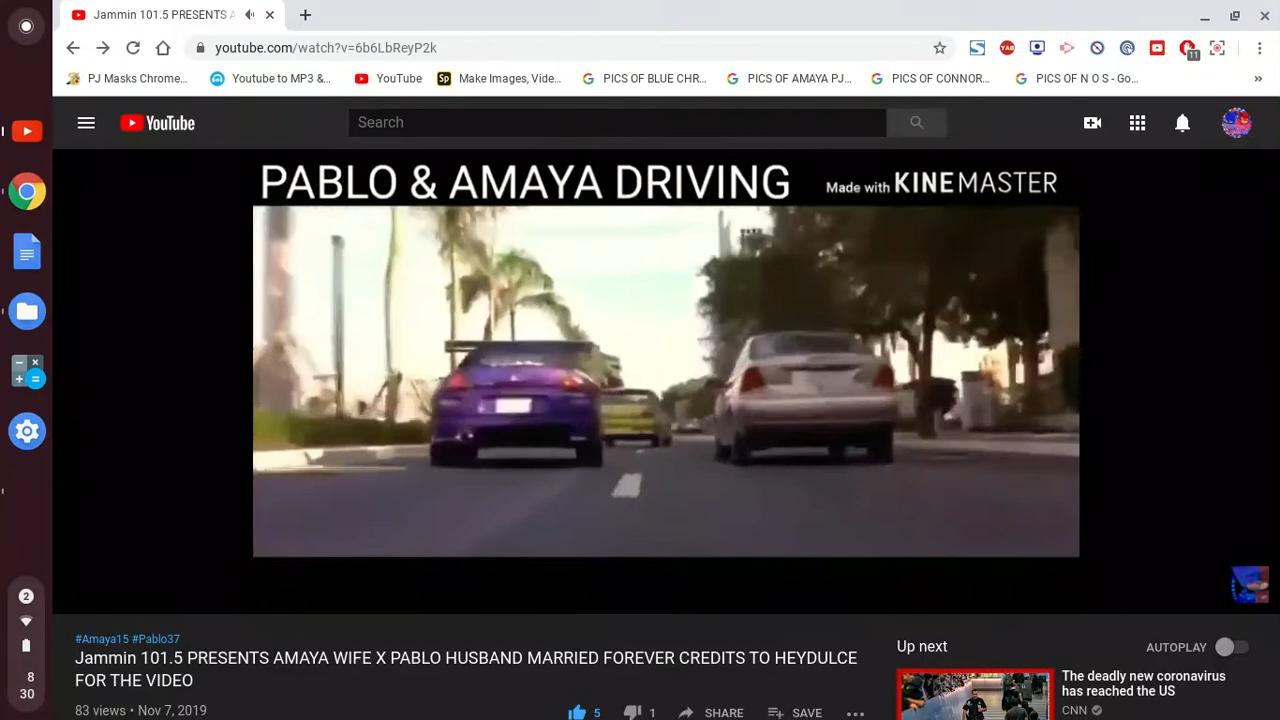 Jammin 101.5 PRESENTS A
youtube.com/watch?v=6b6LbReyP2k
YAB
11
PJ Masks Chrome...
Youtube to MP3 &...
YouTube
Sp
Make Images, Vide...
PICS OF BLUE CHR...
PICS OF AMAYA PJ...
PICS OF CONNOR...
PICS OF N O S - Go...
»
YouTube
Search
PABLO & AMAYA DRIVING
Made with KINEMASTER
#Amaya15 #Pablo37
Jammin 101.5 PRESENTS AMAYA WIFE X PABLO HUSBAND MARRIED FOREVER CREDITS TO HEYDULCE
FOR THE VIDEO
83 views • Nov 7, 2019
5
1
SHARE
SAVE
Up next
AUTOPLAY
The deadly new coronavirus
has reached the US
CNN
2
8
30